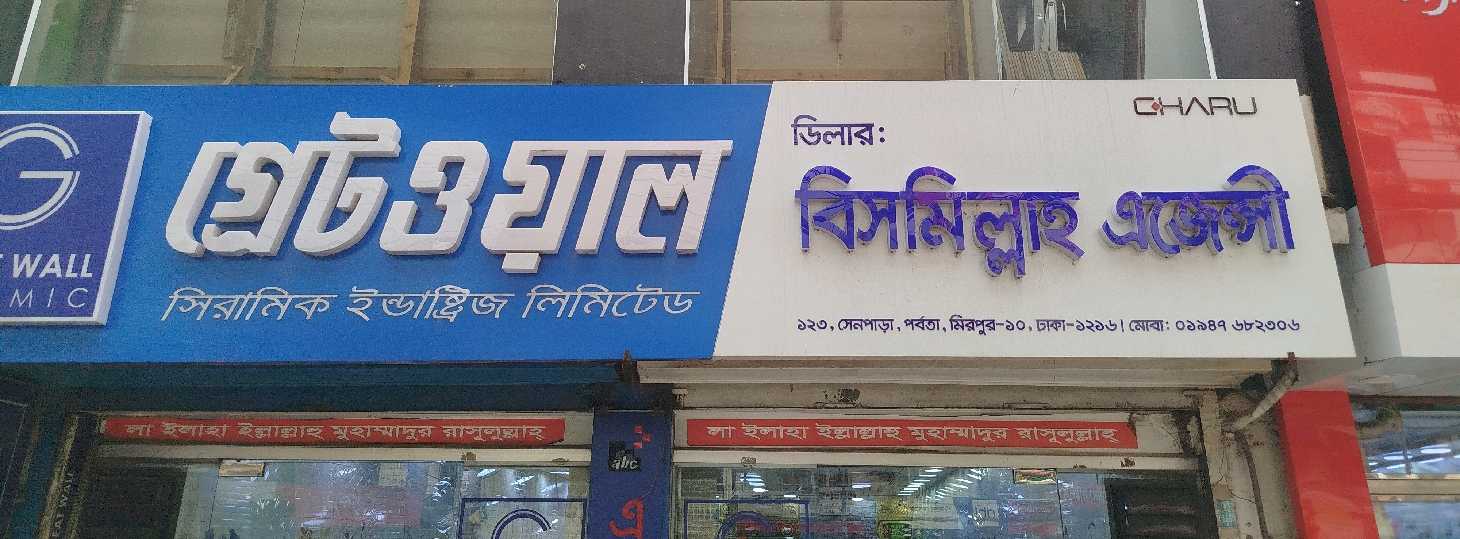 G
WALL
MIC
গ্রেটওয়াল
সিরামিক ইন্ডাষ্ট্রিজ লিমিটেড
CHARU
ডিলার:
বিসমিল্লাহ এজেন্সী
১২৩, সেনপাড়া, পর্বতা, মিরপুর-১০, ঢাকা-১২১৬। মোবা: ০১৯৪৭ ৬৮২৩০৬
লা ইলাহা ইল্লাল্লাহু মুহাম্মাদুর রাসুলুল্লাহ্
লা ইলাহা ইল্লাল্লাহু মুহাম্মাদুর রাসুলুল্লাহ্
abc